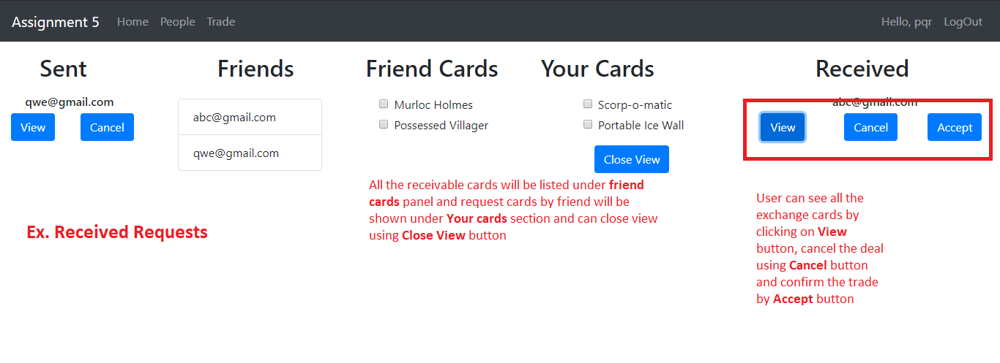 Assignment 5 Home People Trade Hello, pqr LogOut
Sent
qwe@gmail.com
View Cancel
Friends
abc@gmail.com
qwe@gmail.com
Friend Cards
Murloc Holmes
Possessed Villager
Your Cards
Scorp-o-matic
Portable Ice Wall
Close View
Received
abc@gmail.com
View Cancel Accept
All the receivable cards will be listed under friend
cards panel and request cards by friend will be
shown under Your cards section and can close view
using Close View button
Ex. Received Requests
User can see all the
exchange cards by
clicking on View
button, cancel the deal
using Cancel button
and confirm the trade
by Accept button